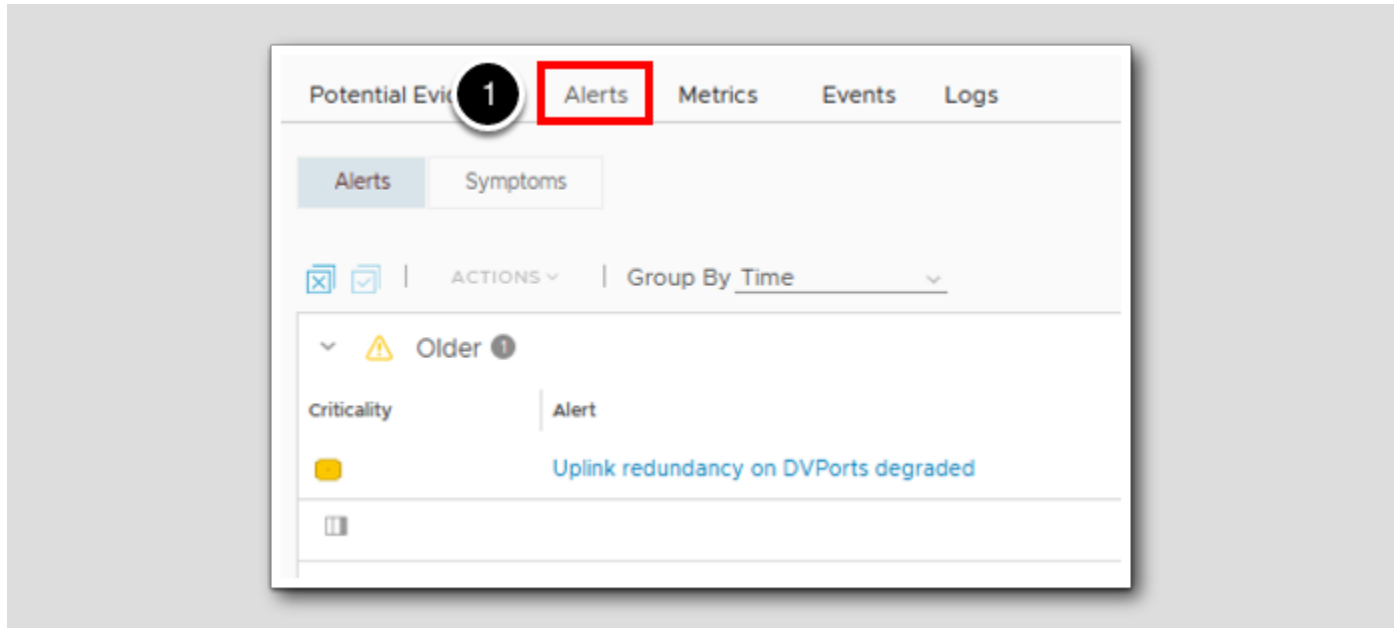 Potential 1 Alerts Metrics Events Logs
Alerts Symptoms
ACTIONS Group By Time
Older 1
Criticality Alert
Uplink redundancy on DVPorts degraded